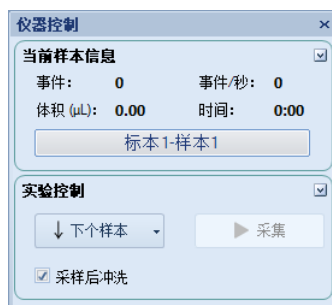 仪器控制
当前样本信息
事件: 0 事件/秒: 0
体积 (µL): 0.00 时间: 0:00
标本1-样本1
实验控制
下个样本 采集
采样后冲洗